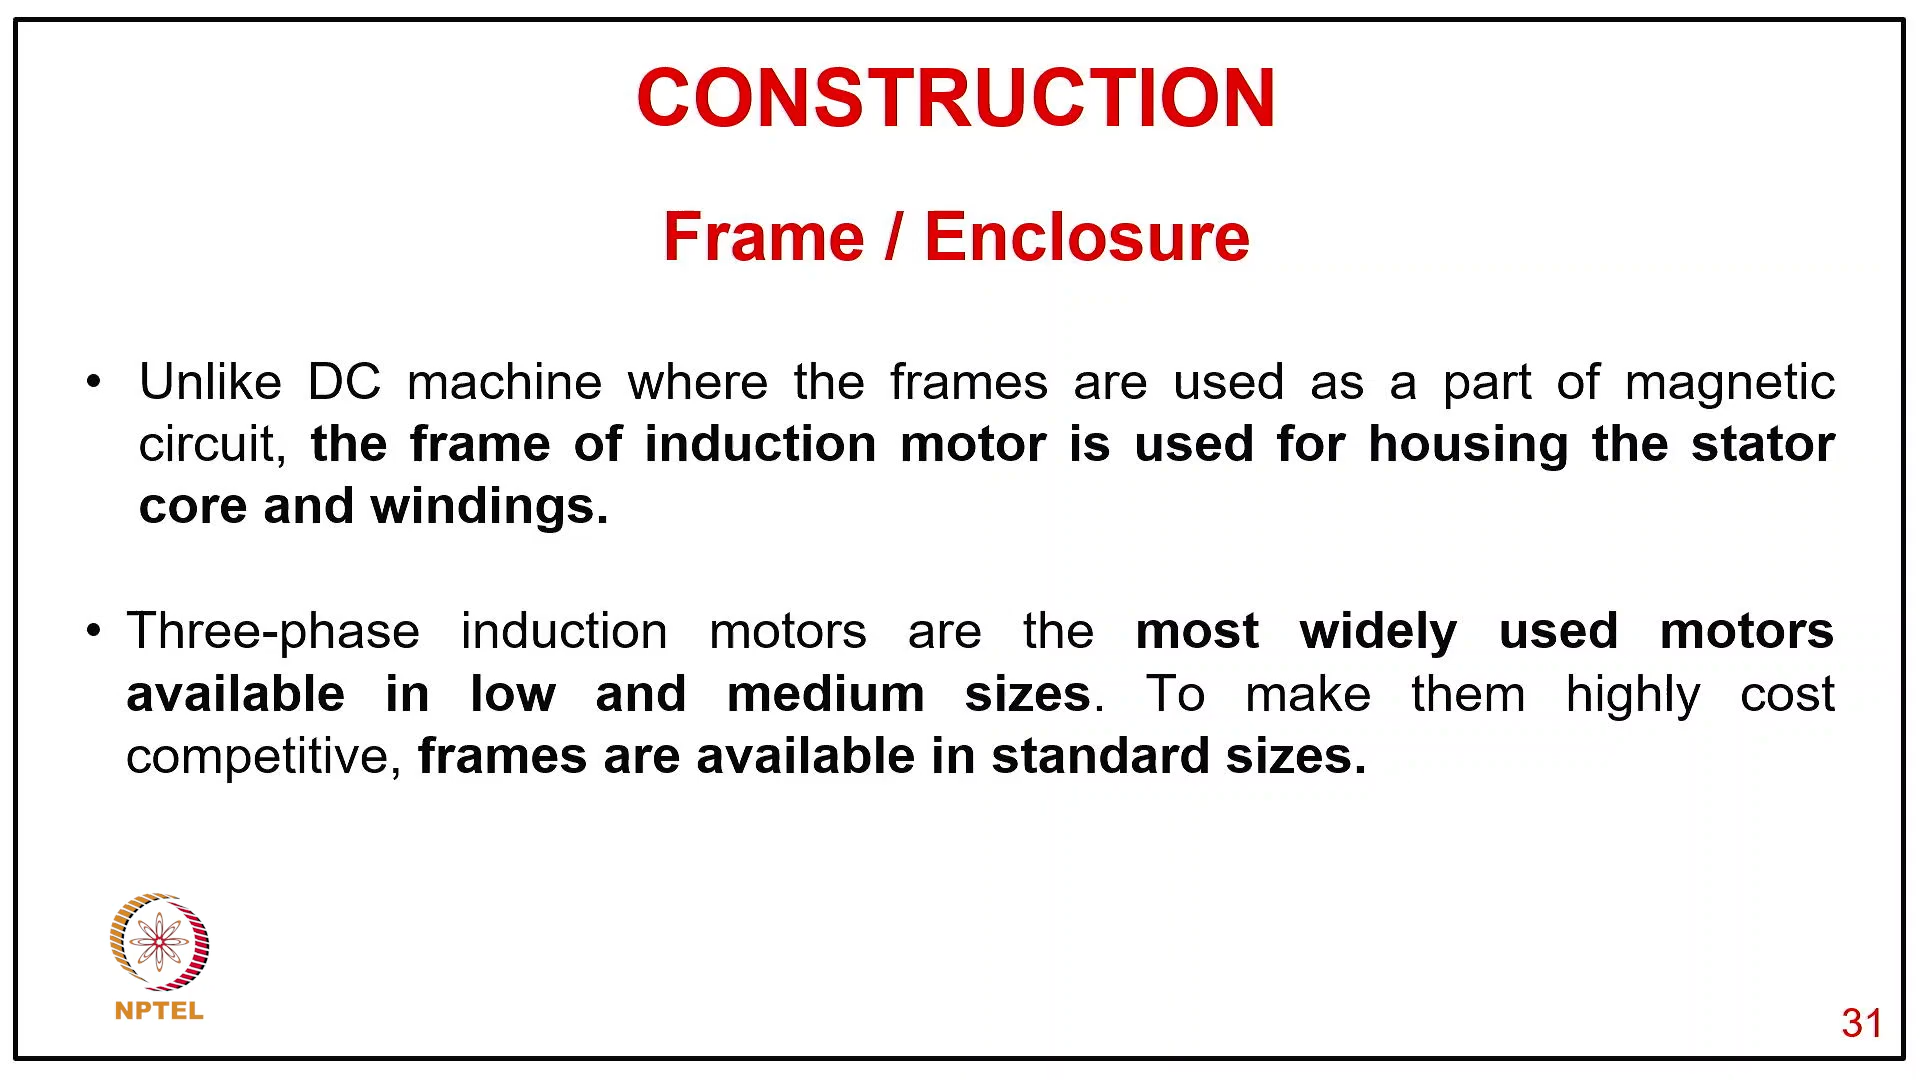 CONSTRUCTION
Frame / Enclosure
• Unlike DC machine where the frames are used as a part of magnetic
circuit, the frame of induction motor is used for housing the stator
core and windings.
• Three-phase induction motors are the most widely used motors
available in low and medium sizes. To make them highly cost
competitive, frames are available in standard sizes.
NPTEL
31